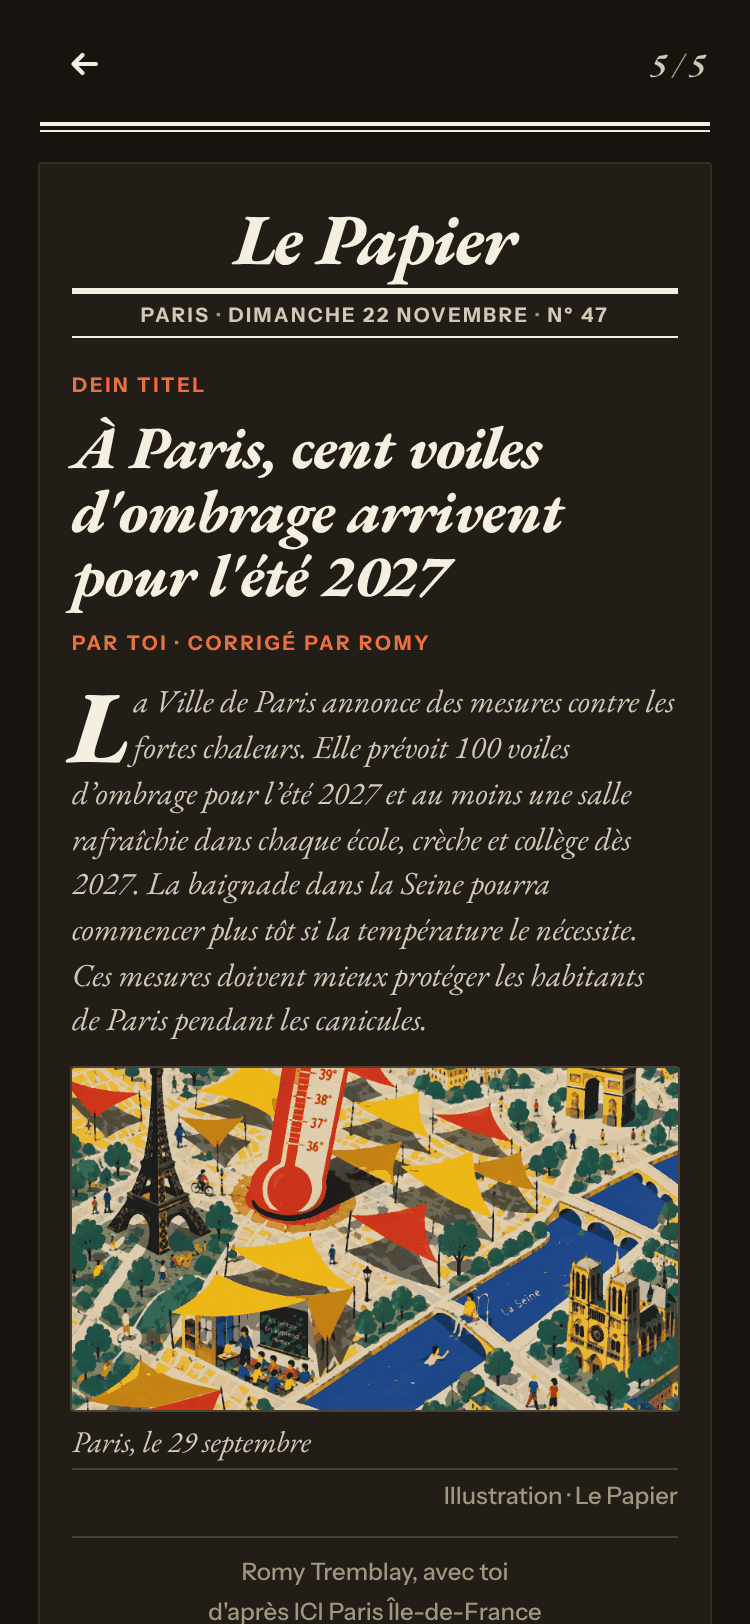 5/5
Le Papier
PARIS · DIMANCHE 22 NOVEMBRE · N° 47
DEIN TITEL
À Paris, cent voiles
d'ombrage arrivent
pour l'été 2027
PAR TOI · CORRIGÉ PAR ROMY
La Ville de Paris annonce des mesures contre les
fortes chaleurs. Elle prévoit 100 voiles
d’ombrage pour l’été 2027 et au moins une salle
rafraîchie dans chaque école, crèche et collège dès
2027. La baignade dans la Seine pourra
commencer plus tôt si la température le nécessite.
Ces mesures doivent mieux protéger les habitants
de Paris pendant les canicules.
39°
38°
37°
36°
La Seine
Paris, le 29 septembre
Illustration · Le Papier
Romy Tremblay, avec toi
d'après ICI Paris Île-de-France